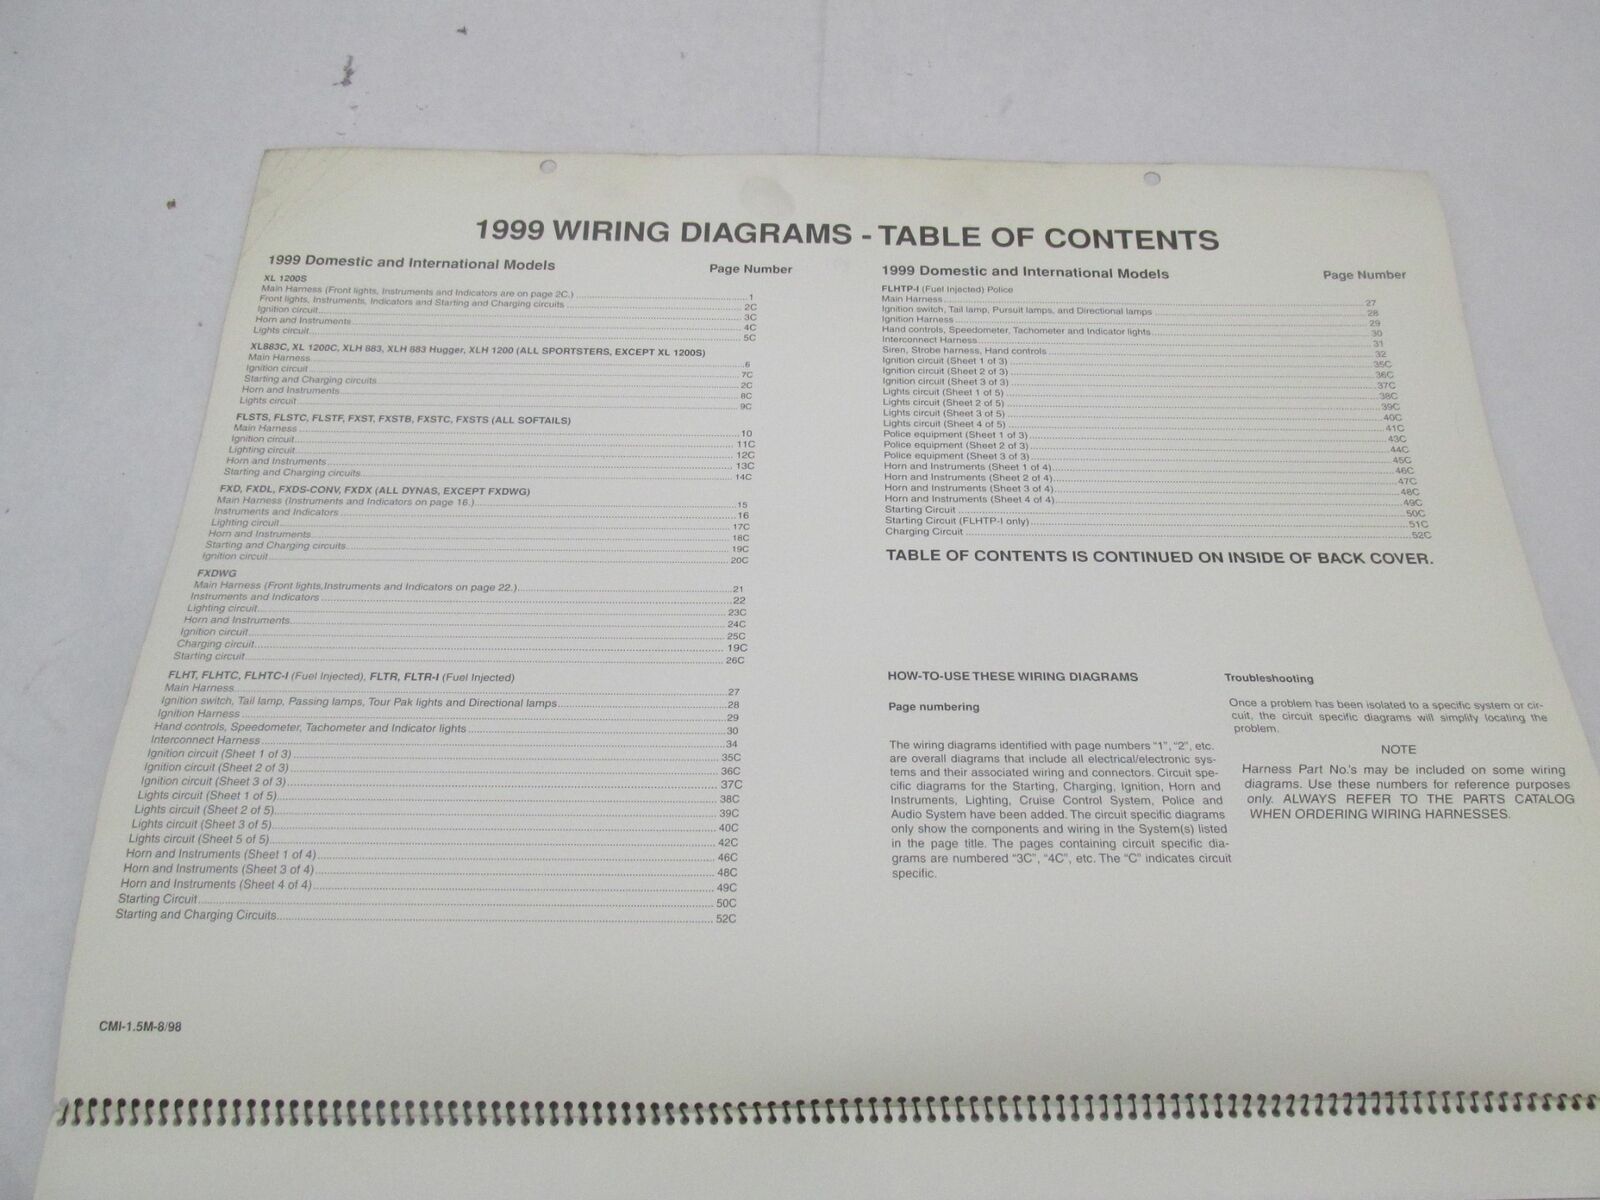 1999 WIRING DIAGRAMS - TABLE OF CONTENTS
1999 Domestic and International Models Page Number
XL 1200S
Main Harness (Front lights, Instruments and Indicators are on page 2C.) 1
Front lights, Instruments, Indicators and Starting and Charging circuits 2C
Ignition circuit 3C
Horn and Instruments 4C
Lights circuit 5C
XL883C, XL 1200C, XLH 883, XLH 883 Hugger, XLH 1200 (ALL SPORTSTERS, EXCEPT XL 1200S)
Main Harness 6
Ignition circuit 7C
Starting and Charging circuits 2C
Horn and Instruments 8C
Lights circuit 9C
FLSTS, FLSTC, FLSTF, FXST, FXSTB, FXSTC, FXSTS (ALL SOFTAILS)
Main Harness 10
Ignition circuit 11C
Lighting circuit 12C
Horn and Instruments 13C
Starting and Charging circuits 14C
FXD, FXDL, FXDS-CONV, FXDX (ALL DYNAS, EXCEPT FXDWG)
Main Harness (Instruments and Indicators on page 16.) 15
Instruments and Indicators 16
Lighting circuit 17C
Horn and Instruments 18C
Starting and Charging circuits 19C
Ignition circuit 20C
FXDWG
Main Harness (Front lights,Instruments and Indicators on page 22.) 21
Instruments and Indicators 22
Lighting circuit 23C
Horn and Instruments 24C
Ignition circuit 25C
Charging circuit 19C
Starting circuit 26C
FLHT, FLHTC, FLHTC-I (Fuel Injected), FLTR, FLTR-I (Fuel Injected)
Main Harness 27
Ignition switch, Tail lamp, Passing lamps, Tour Pak lights and Directional lamps 28
Ignition Harness 29
Hand controls, Speedometer, Tachometer and Indicator lights 30
Interconnect Harness 34
Ignition circuit (Sheet 1 of 3) 35C
Ignition circuit (Sheet 2 of 3) 36C
Ignition circuit (Sheet 3 of 3) 37C
Lights circuit (Sheet 1 of 5) 38C
Lights circuit (Sheet 2 of 5) 39C
Lights circuit (Sheet 3 of 5) 40C
Lights circuit (Sheet 5 of 5) 42C
Horn and Instruments (Sheet 1 of 4) 46C
Horn and Instruments (Sheet 3 of 4) 48C
Horn and Instruments (Sheet 4 of 4) 49C
Starting Circuit 50C
Starting and Charging Circuits 52C
CMI-1.5M-8/98
1999 Domestic and International Models Page Number
FLHTP-I (Fuel Injected) Police
Main Harness 27
Ignition switch, Tail lamp, Pursuit lamps, and Directional lamps 28
Ignition Harness 29
Hand controls, Speedometer, Tachometer and Indicator lights 30
Interconnect Harness 31
Siren, Strobe harness, Hand controls 32
Ignition circuit (Sheet 1 of 3) 35C
Ignition circuit (Sheet 2 of 3) 36C
Ignition circuit (Sheet 3 of 3) 37C
Lights circuit (Sheet 1 of 5) 38C
Lights circuit (Sheet 2 of 5) 39C
Lights circuit (Sheet 3 of 5) 40C
Lights circuit (Sheet 4 of 5) 41C
Police equipment (Sheet 1 of 3) 43C
Police equipment (Sheet 2 of 3) 44C
Police equipment (Sheet 3 of 3) 45C
Horn and Instruments (Sheet 1 of 4) 46C
Horn and Instruments (Sheet 2 of 4) 47C
Horn and Instruments (Sheet 3 of 4) 48C
Horn and Instruments (Sheet 4 of 4) 49C
Starting Circuit 50C
Starting Circuit (FLHTP-I only) 51C
Charging Circuit 52C
TABLE OF CONTENTS IS CONTINUED ON INSIDE OF BACK COVER.
HOW-TO-USE THESE WIRING DIAGRAMS
Page numbering
The wiring diagrams identified with page numbers "1", "2", etc.
are overall diagrams that include all electrical/electronic sys-
tems and their associated wiring and connectors. Circuit spe-
cific diagrams for the Starting, Charging, Ignition, Horn and
Instruments, Lighting, Cruise Control System, Police and
Audio System have been added. The circuit specific diagrams
only show the components and wiring in the System(s) listed
in the page title. The pages containing circuit specific dia-
grams are numbered "3C", "4C", etc. The "C" indicates circuit
specific.
Troubleshooting
Once a problem has been isolated to a specific system or cir-
cuit, the circuit specific diagrams will simplify locating the
problem.
NOTE
Harness Part No.'s may be included on some wiring
diagrams. Use these numbers for reference purposes
only. ALWAYS REFER TO THE PARTS CATALOG
WHEN ORDERING WIRING HARNESSES.